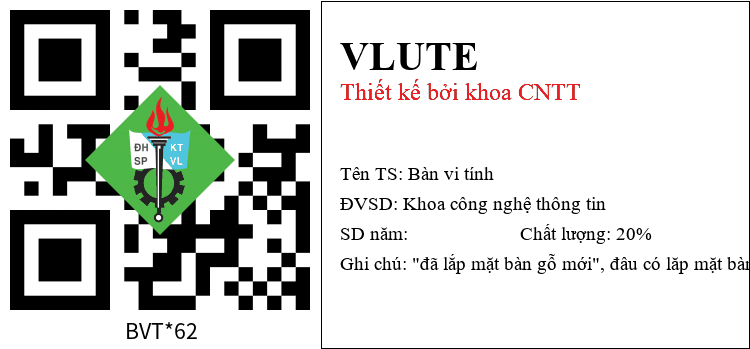 ĐH KT
SP VL
BVT*62
VLUTE
Thiết kế bởi khoa CNTT
Tên TS: Bàn vi tính
ĐVSD: Khoa công nghệ thông tin
SD năm: Chất lượng: 20%
Ghi chú: "đã lắp mặt bàn gỗ mới", đâu có lăp mặt bàn